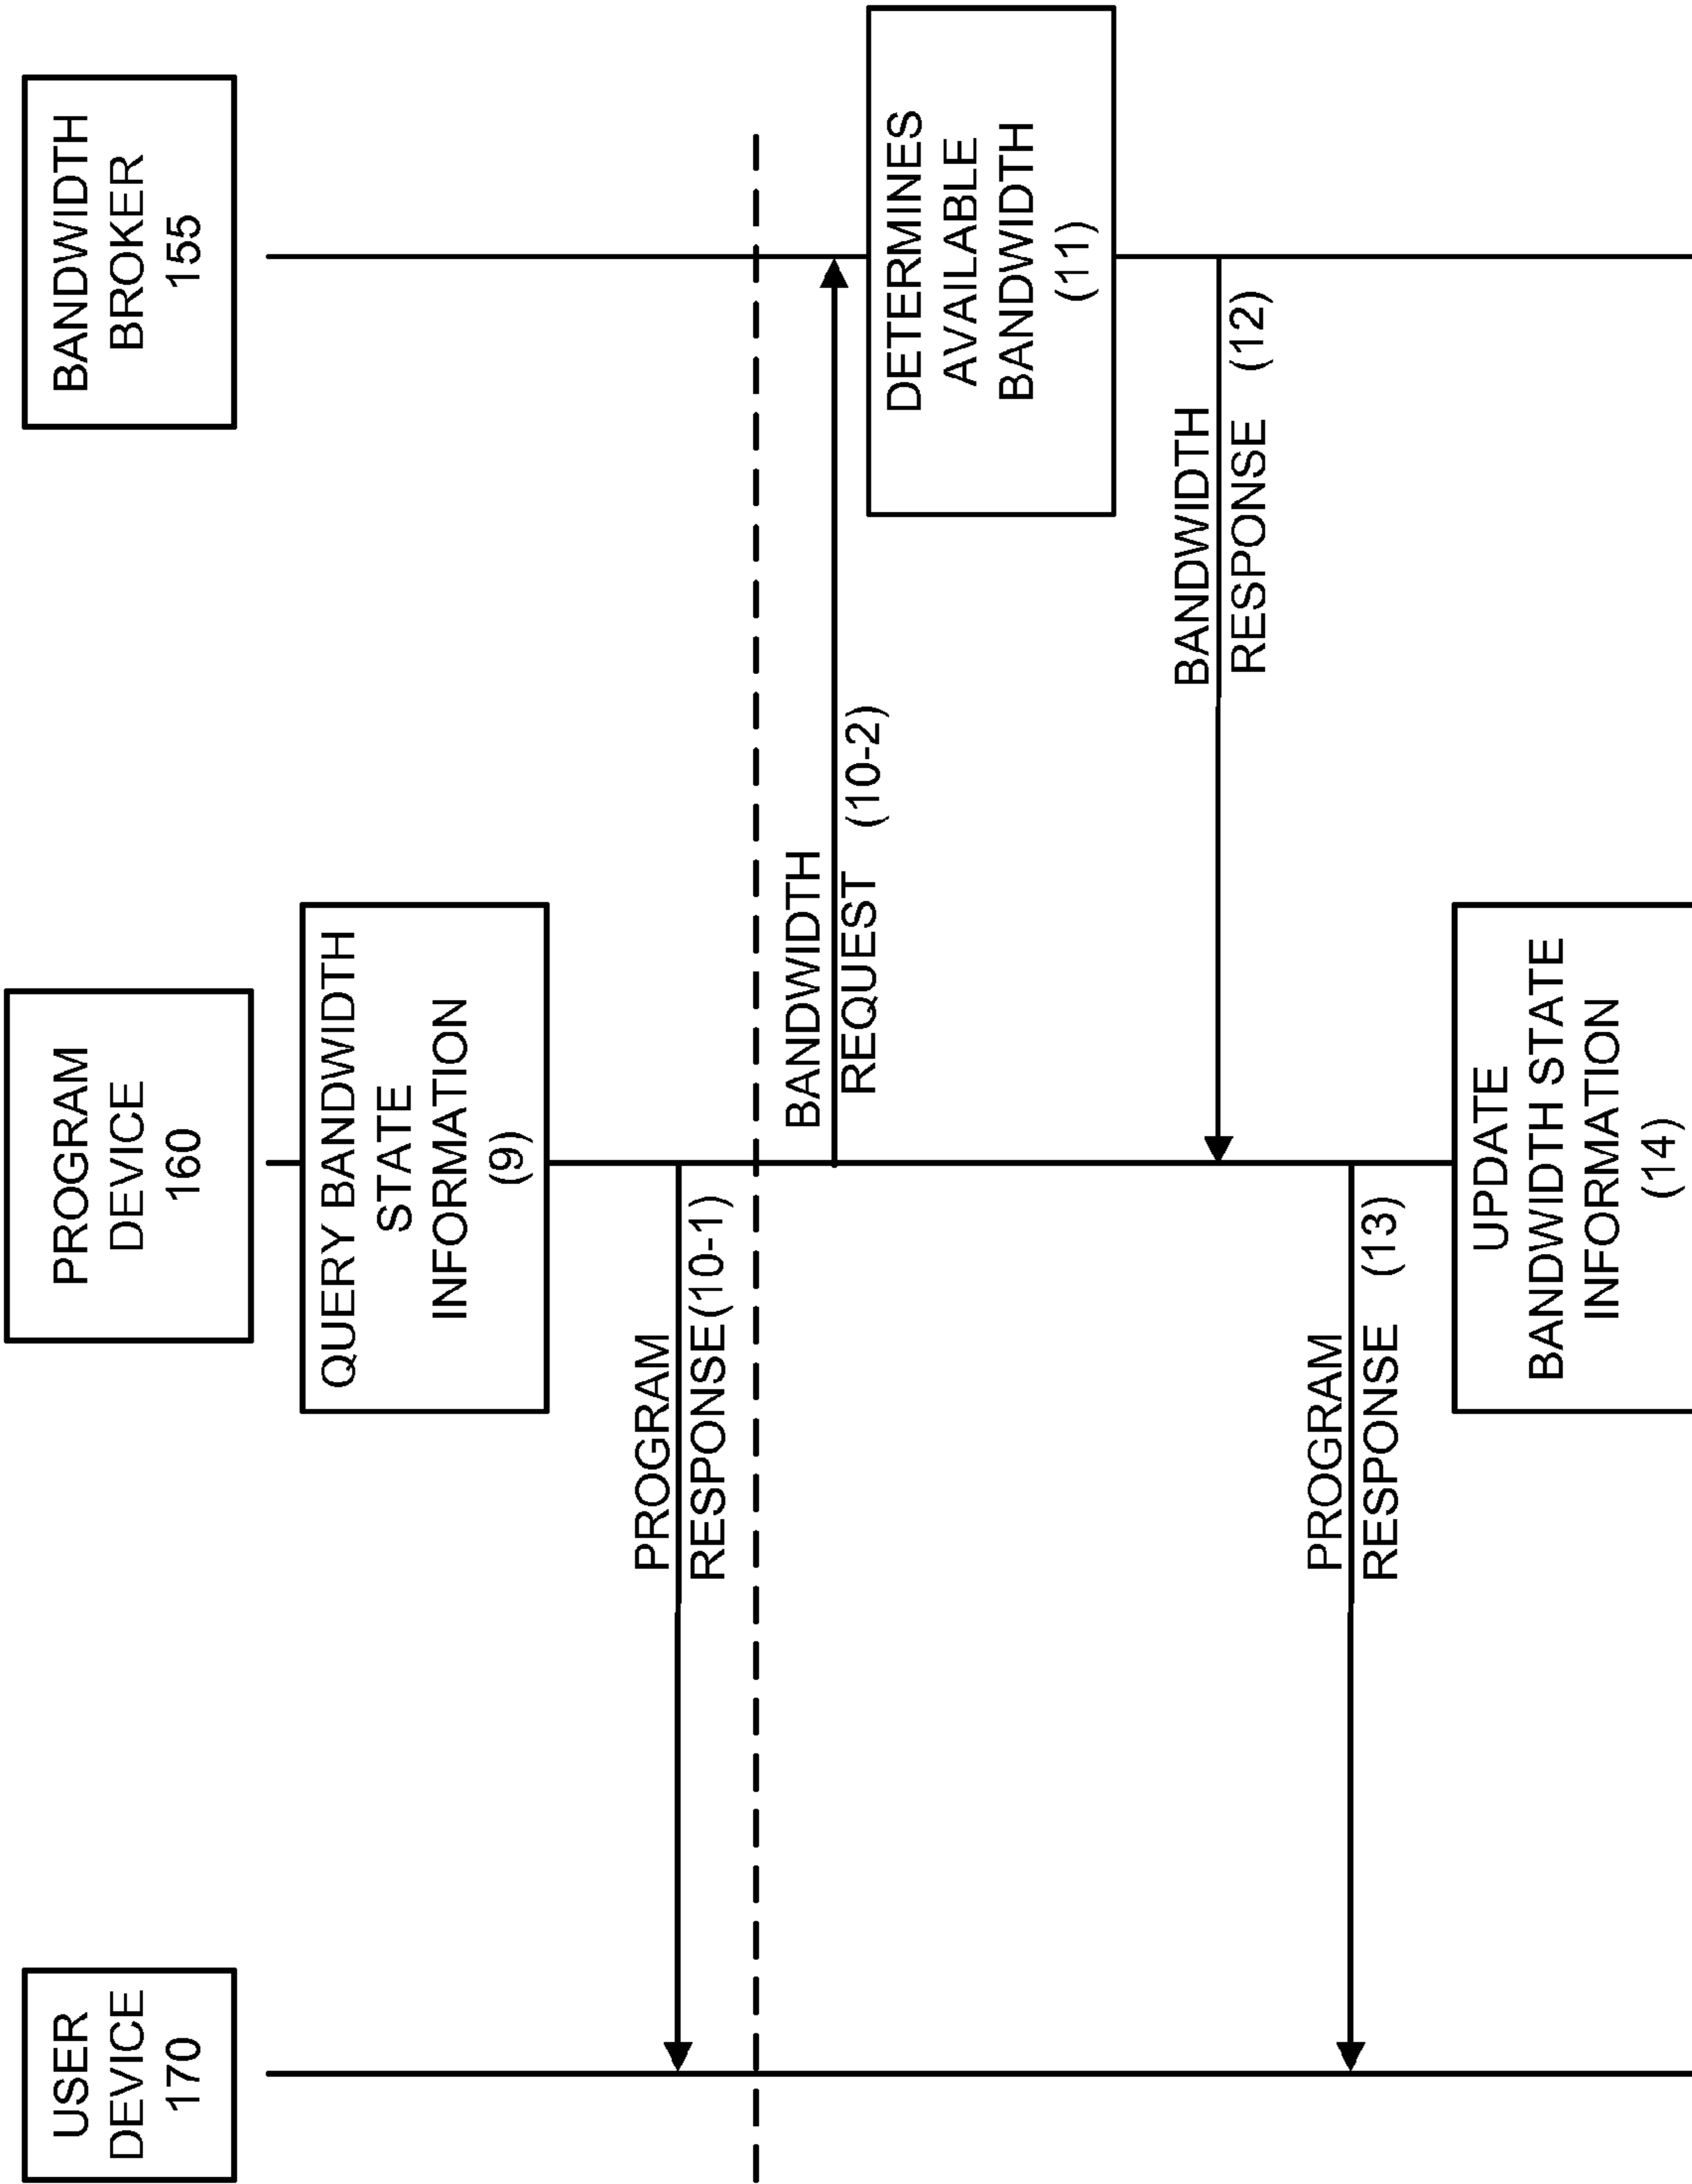 USER
DEVICE
170
PROGRAM
DEVICE
160
BANDWIDTH
BROKER
155
QUERY BANDWIDTH
STATE
INFORMATION
(9)
PROGRAM
RESPONSE (10-1)
BANDWIDTH
REQUEST (10-2)
DETERMINES
AVAILABLE
BANDWIDTH
(11)
BANDWIDTH
RESPONSE (12)
PROGRAM
RESPONSE (13)
UPDATE
BANDWIDTH STATE
INFORMATION
(14)